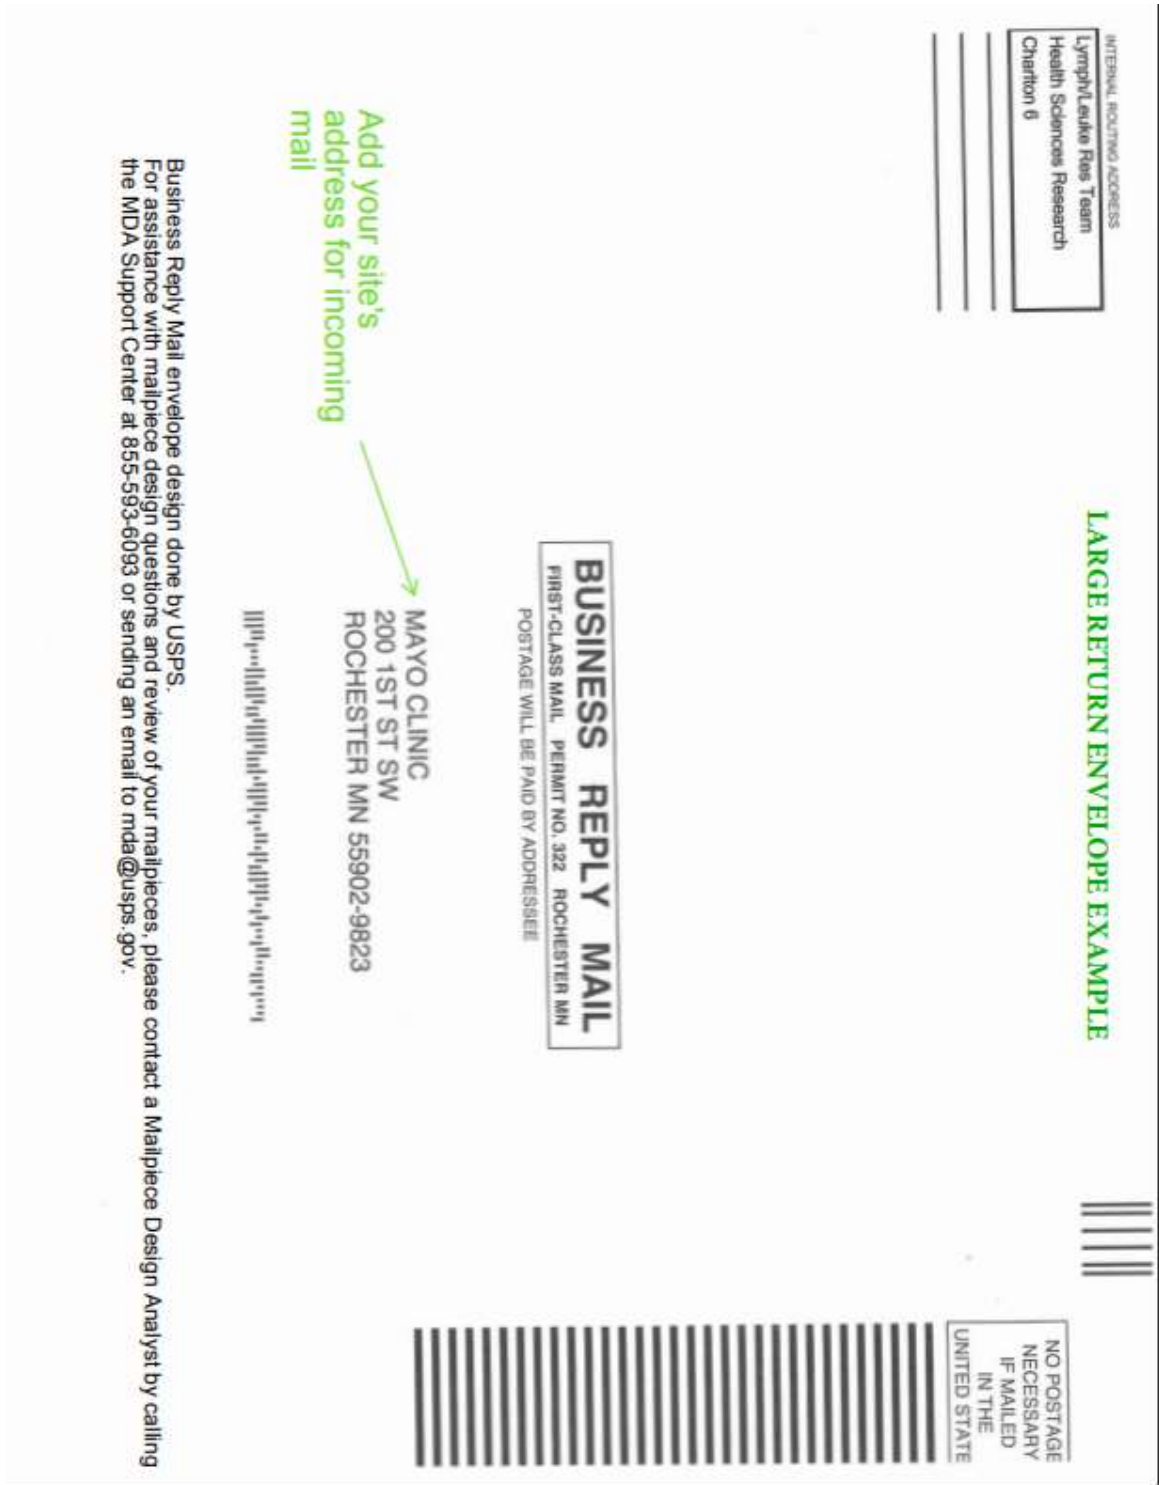 LARGE RETURN ENVELOPE EXAMPLE
INTERNAL ROUTING ADDRESS
Lymph/Leuke Res Team
Health Sciences Research
Charlton 6
NO POSTAGE
NECESSARY
IF MAILED
IN THE
UNITED STATE
BUSINESS REPLY MAIL
FIRST-CLASS MAIL PERMIT NO. 322 ROCHESTER MN
POSTAGE WILL BE PAID BY ADDRESSEE
MAYO CLINIC
200 1ST ST SW
ROCHESTER MN 55902-9823
Add your site's
address for incoming
mail
Business Reply Mail envelope design done by USPS.
For assistance with mailpiece design questions and review of your mailpieces, please contact a Mailpiece Design Analyst by calling
the MDA Support Center at 855-593-6093 or sending an email to mda@usps.gov.